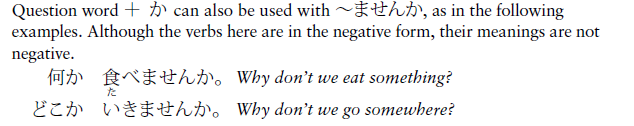 Question word + か can also be used with ～ませんか, as in the following
examples. Although the verbs here are in the negative form, their meanings are not
negative.
何か 食べませんか。 Why don't we eat something?
た
どこか いきませんか。 Why don't we go somewhere?